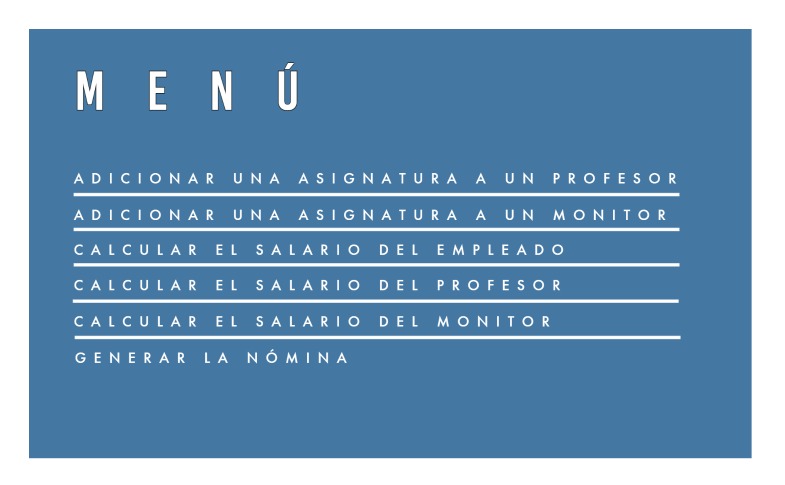 MENÚ
ADICIONAR UNA ASIGNATURA A UN PROFESOR
ADICIONAR UNA ASIGNATURA A UN MONITOR
CALCULAR EL SALARIO DEL EMPLEADO
CALCULAR EL SALARIO DEL PROFESOR
CALCULAR EL SALARIO DEL MONITOR
GENERAR LA NÓMINA